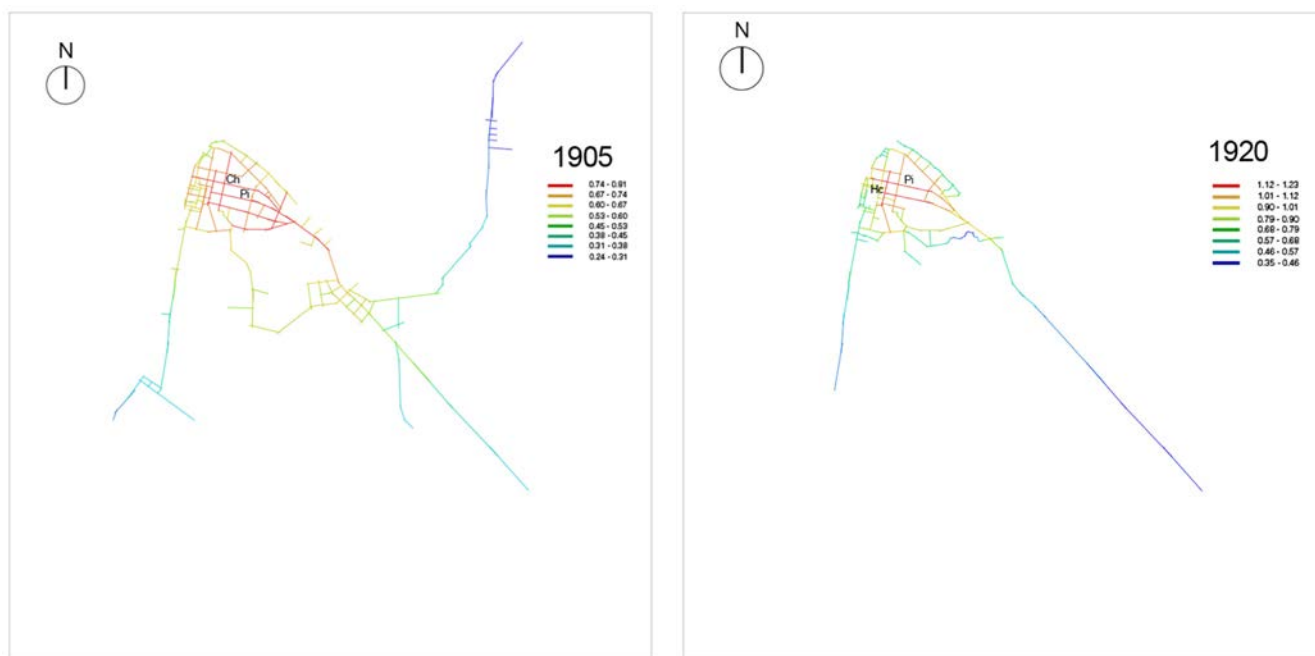 N
1905
Ch
Pi
0.74 - 0.81
0.67 - 0.74
0.60 - 0.67
0.53 - 0.60
0.45 - 0.53
0.38 - 0.45
0.31 - 0.38
0.24 - 0.31
N
1920
Pi
Hc
1.12 - 1.23
1.01 - 1.12
0.90 - 1.01
0.79 - 0.90
0.68 - 0.79
0.57 - 0.68
0.46 - 0.57
0.35 - 0.46